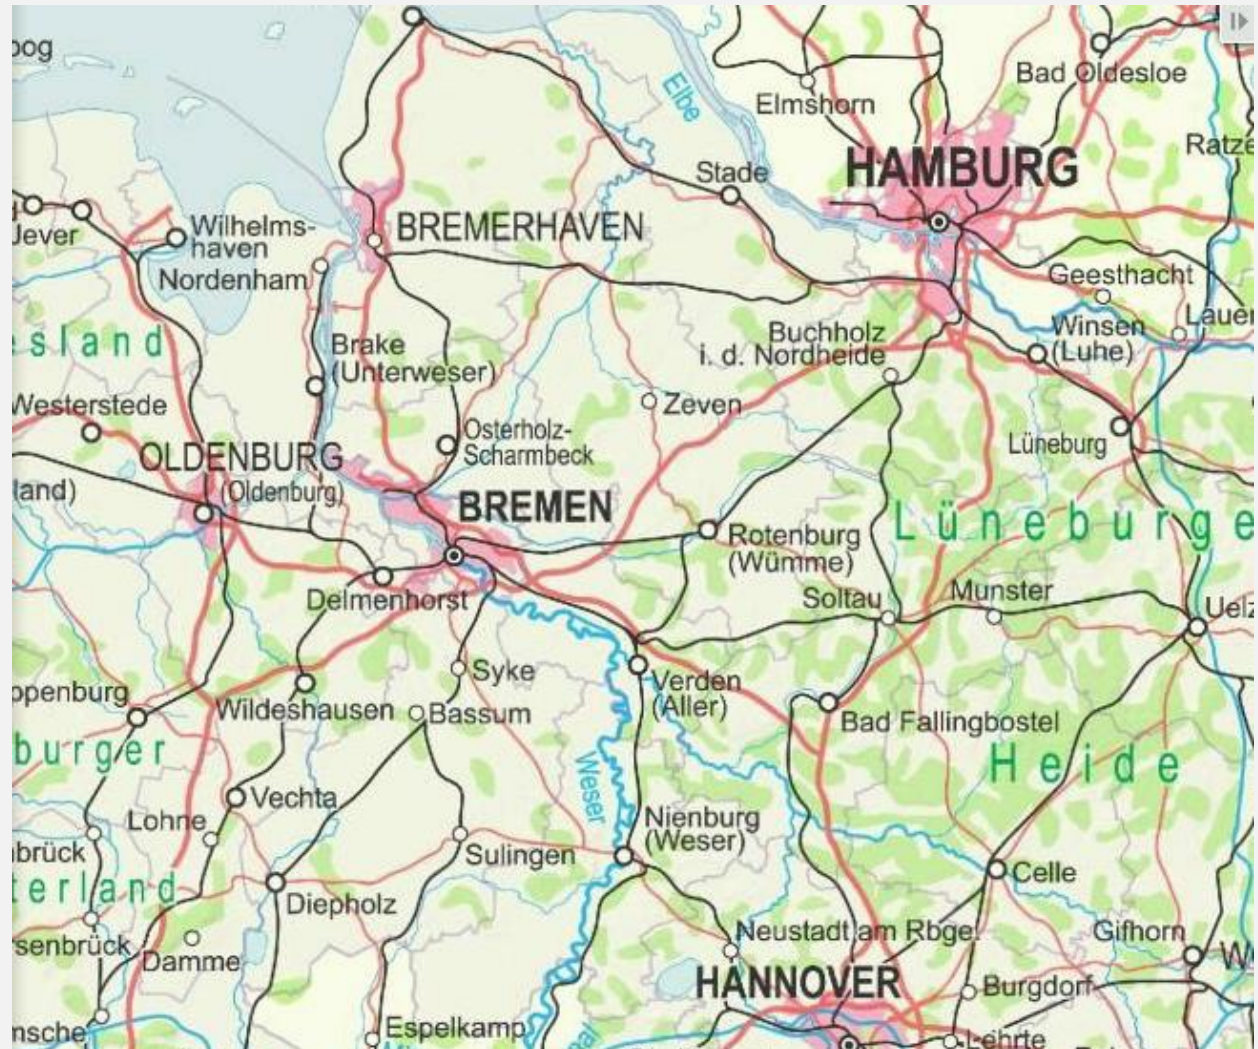 oog
Elbe
Bad Oldesloe
Elmshorn
Ratze
Stade
HAMBURG
Wilhelms-
haven
Jever
BREMERHAVEN
Nordenham
Geesthacht
Lauen
Winsen
(Luhe)
Buchholz
i. d. Nordheide
esland
Brake
(Unterweser)
Westerstede
Zeven
Osterholz-
Scharmbeck
Lüneburg
OLDENBURG
(Oldenburg)
land)
BREMEN
Lüneburge
Rotenburg
(Wümme)
Delmenhorst
Soltau
Munster
Uelz
Syke
Verden
(Aller)
ppenburg
Wildeshausen
Bassum
Bad Fallingbostel
burger
Heide
Weser
Vechta
Lohne
Nienburg
(Weser)
brück
Sulingen
Celle
terland
Diepholz
rsenbrück
Damme
Neustadt am Rbge.
Gifhorn
W
HANNOVER
Burgdorf
msche
Espelkamp
Lehrte